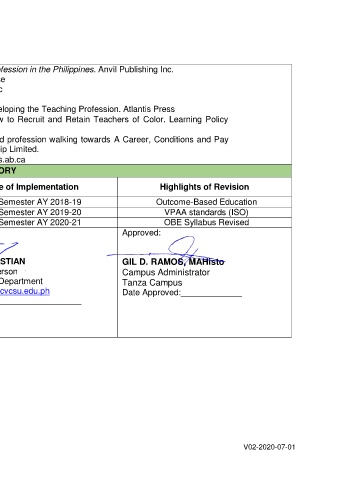 ofession in the Philippines. Anvil Publishing Inc.
e
c
eloping the Teaching Profession. Atlantis Press
w to Recruit and Retain Teachers of Color. Learning Policy
d profession walking towards A Career, Conditions and Pay
ip Limited.
s.ab.ca
ORY
e of Implementation Highlights of Revision
Semester AY 2018-19 Outcome-Based Education
Semester AY 2019-20 VPAA standards (ISO)
Semester AY 2020-21 OBE Syllabus Revised
Approved:
STIAN GIL D. RAMOS, MAHisto
erson Campus Administrator
Department Tanza Campus
cvcsu.edu.ph Date Approved:
V02-2020-07-01